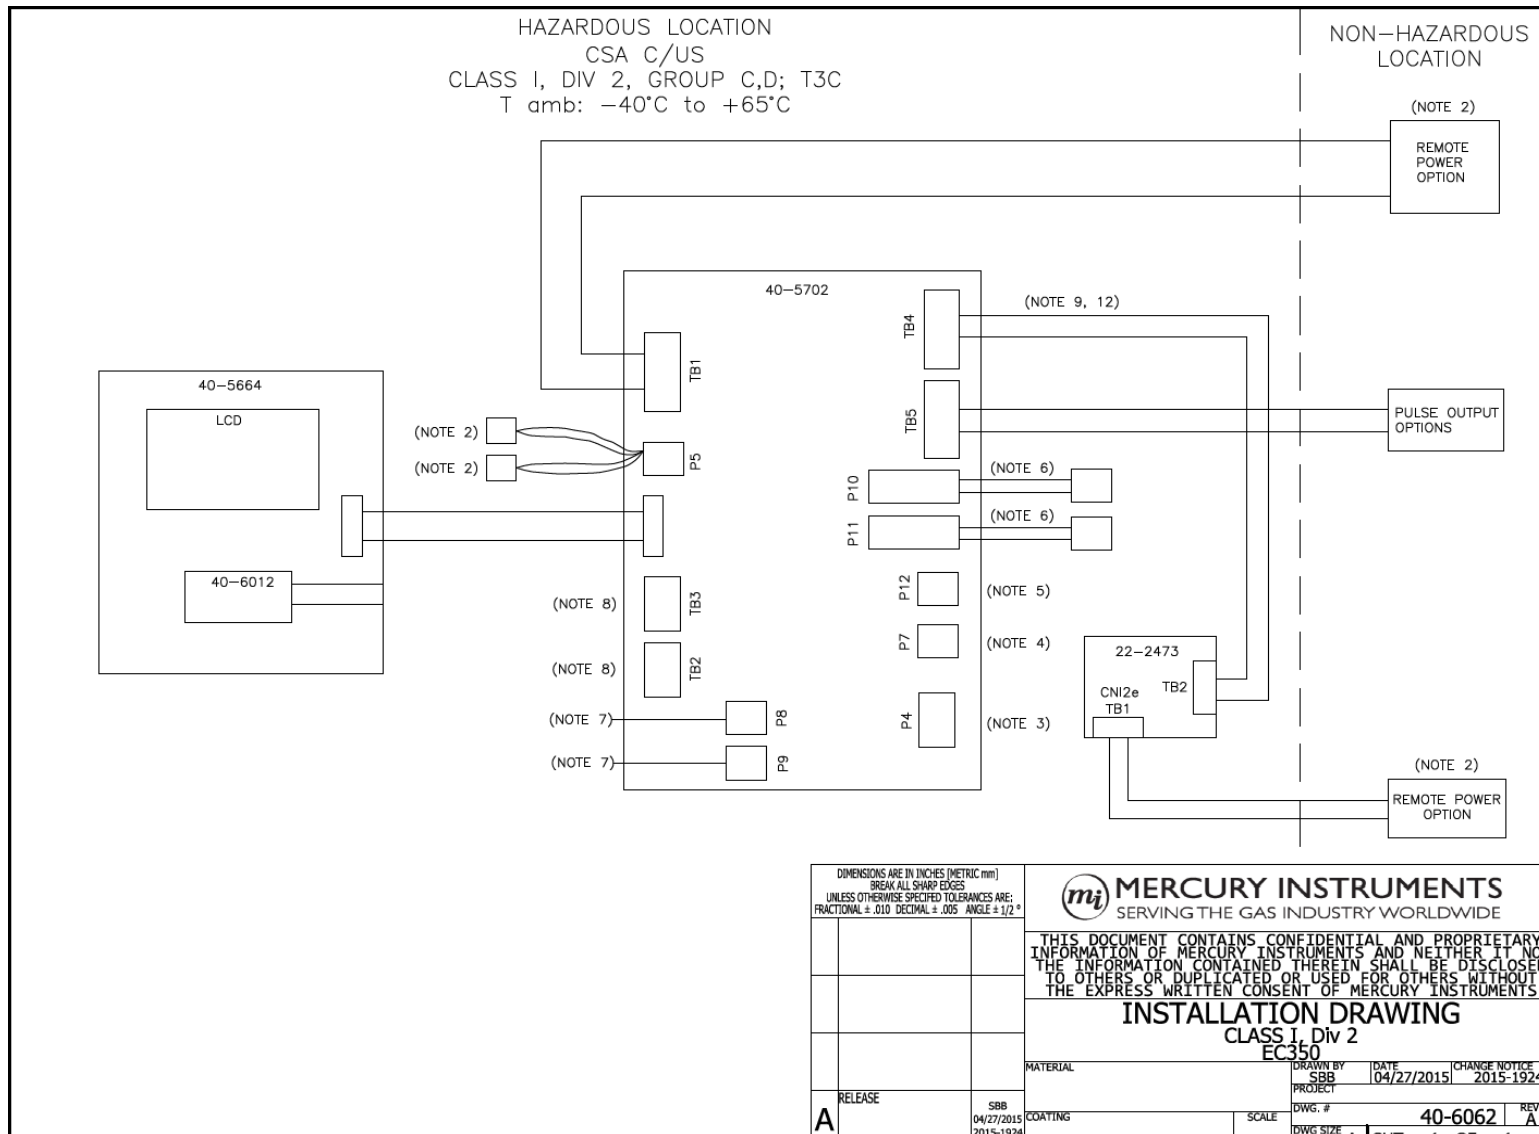 HAZARDOUS LOCATION
CSA C/US
CLASS I, DIV 2, GROUP C,D; T3C
T amb: −40°C to +65°C
NON−HAZARDOUS
LOCATION
(NOTE 2)
REMOTE
POWER
OPTION
40−5702
(NOTE 9, 12)
TB4
TB1
40−5664
LCD
(NOTE 2)
(NOTE 2)
P5
TB5
PULSE OUTPUT
OPTIONS
P10
(NOTE 6)
P11
(NOTE 6)
40−6012
(NOTE 8)
TB3
P12
(NOTE 5)
(NOTE 8)
TB2
P7
(NOTE 4)
22−2473
CNI2e
TB1
TB2
(NOTE 7)
P8
P4
(NOTE 3)
(NOTE 7)
P9
(NOTE 2)
REMOTE POWER
OPTION
DIMENSIONS ARE IN INCHES [METRIC mm]
BREAK ALL SHARP EDGES
UNLESS OTHERWISE SPECIFED TOLERANCES ARE:
FRACTIONAL ± .010 DECIMAL ± .005 ANGLE ± 1/2 °
mi MERCURY INSTRUMENTS
SERVING THE GAS INDUSTRY WORLDWIDE
THIS DOCUMENT CONTAINS CONFIDENTIAL AND PROPRIETARY
INFORMATION OF MERCURY INSTRUMENTS AND NEITHER IT NO
THE INFORMATION CONTAINED THEREIN SHALL BE DISCLOSE
TO OTHERS OR DUPLICATED OR USED FOR OTHERS WITHOUT
THE EXPRESS WRITTEN CONSENT OF MERCURY INSTRUMENTS
INSTALLATION DRAWING
CLASS I, Div 2
EC350
MATERIAL
DRAWN BY
SBB
DATE
04/27/2015
CHANGE NOTICE
2015-1924
PROJECT
A
RELEASE
SBB
04/27/2015
2015-1924
COATING
SCALE
DWG. #
40-6062
REV
A
DWG SIZE